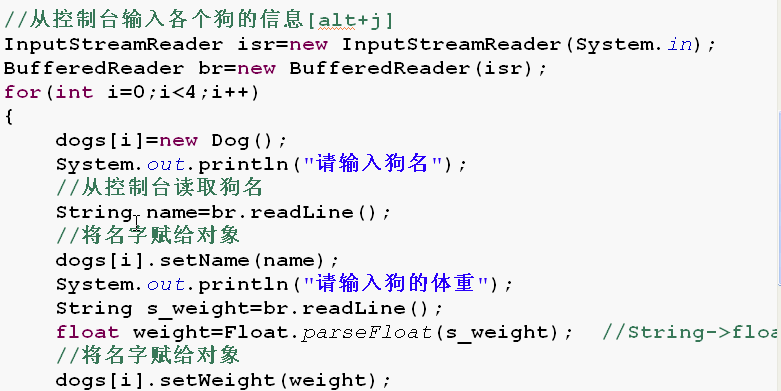 //从控制台输入各个狗的信息[alt+j]
InputStreamReader isr=new InputStreamReader(System.in);
BufferedReader br=new BufferedReader(isr);
for(int i=0;i<4;i++)
{
dogs[i]=new Dog();
System.out.println("请输入狗名");
//从控制台读取狗名
String name=br.readLine();
//将名字赋给对象
dogs[i].setName(name);
System.out.println("请输入狗的体重");
String s_weight=br.readLine();
float weight=Float.parseFloat(s_weight); //String->floa
//将名字赋给对象
dogs[i].setWeight(weight);